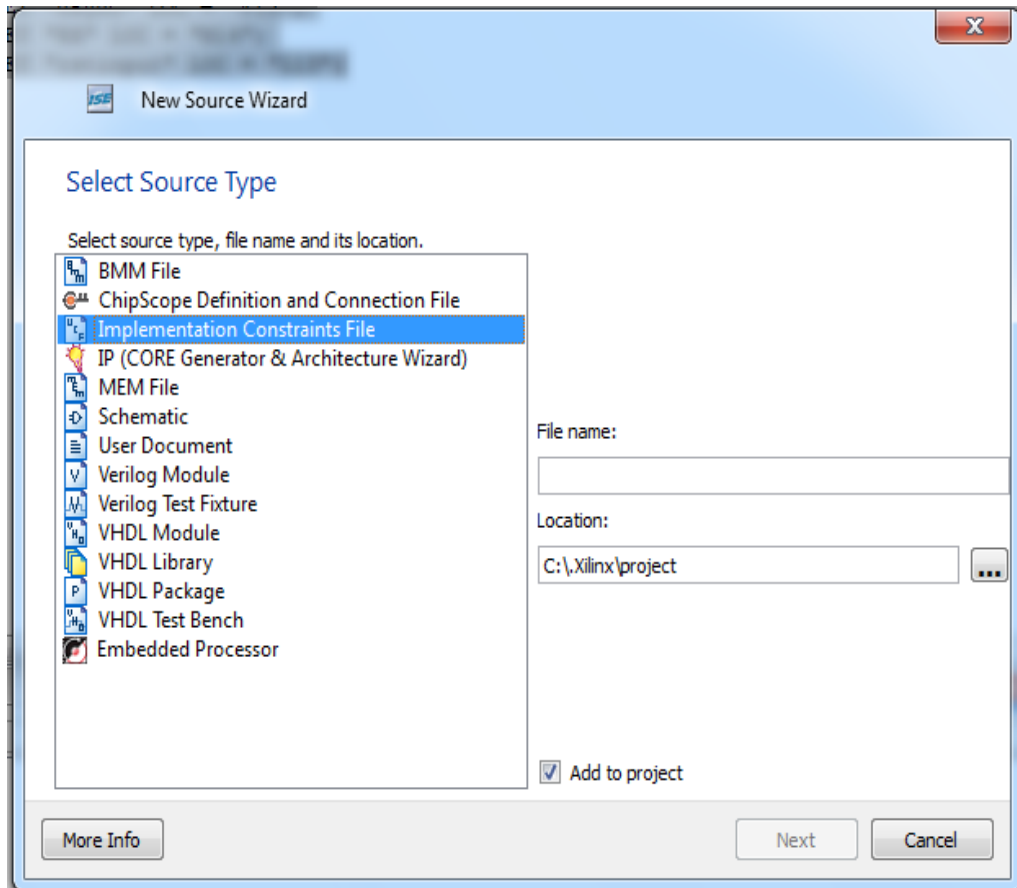 ISE New Source Wizard
X
Select Source Type
Select source type, file name and its location.
BMM File
ChipScope Definition and Connection File
Implementation Constraints File
IP (CORE Generator & Architecture Wizard)
MEM File
Schematic
User Document
Verilog Module
Verilog Test Fixture
VHDL Module
VHDL Library
VHDL Package
VHDL Test Bench
Embedded Processor
File name:
Location:
C:\.Xilinx\project
...
Add to project
More Info
Next
Cancel